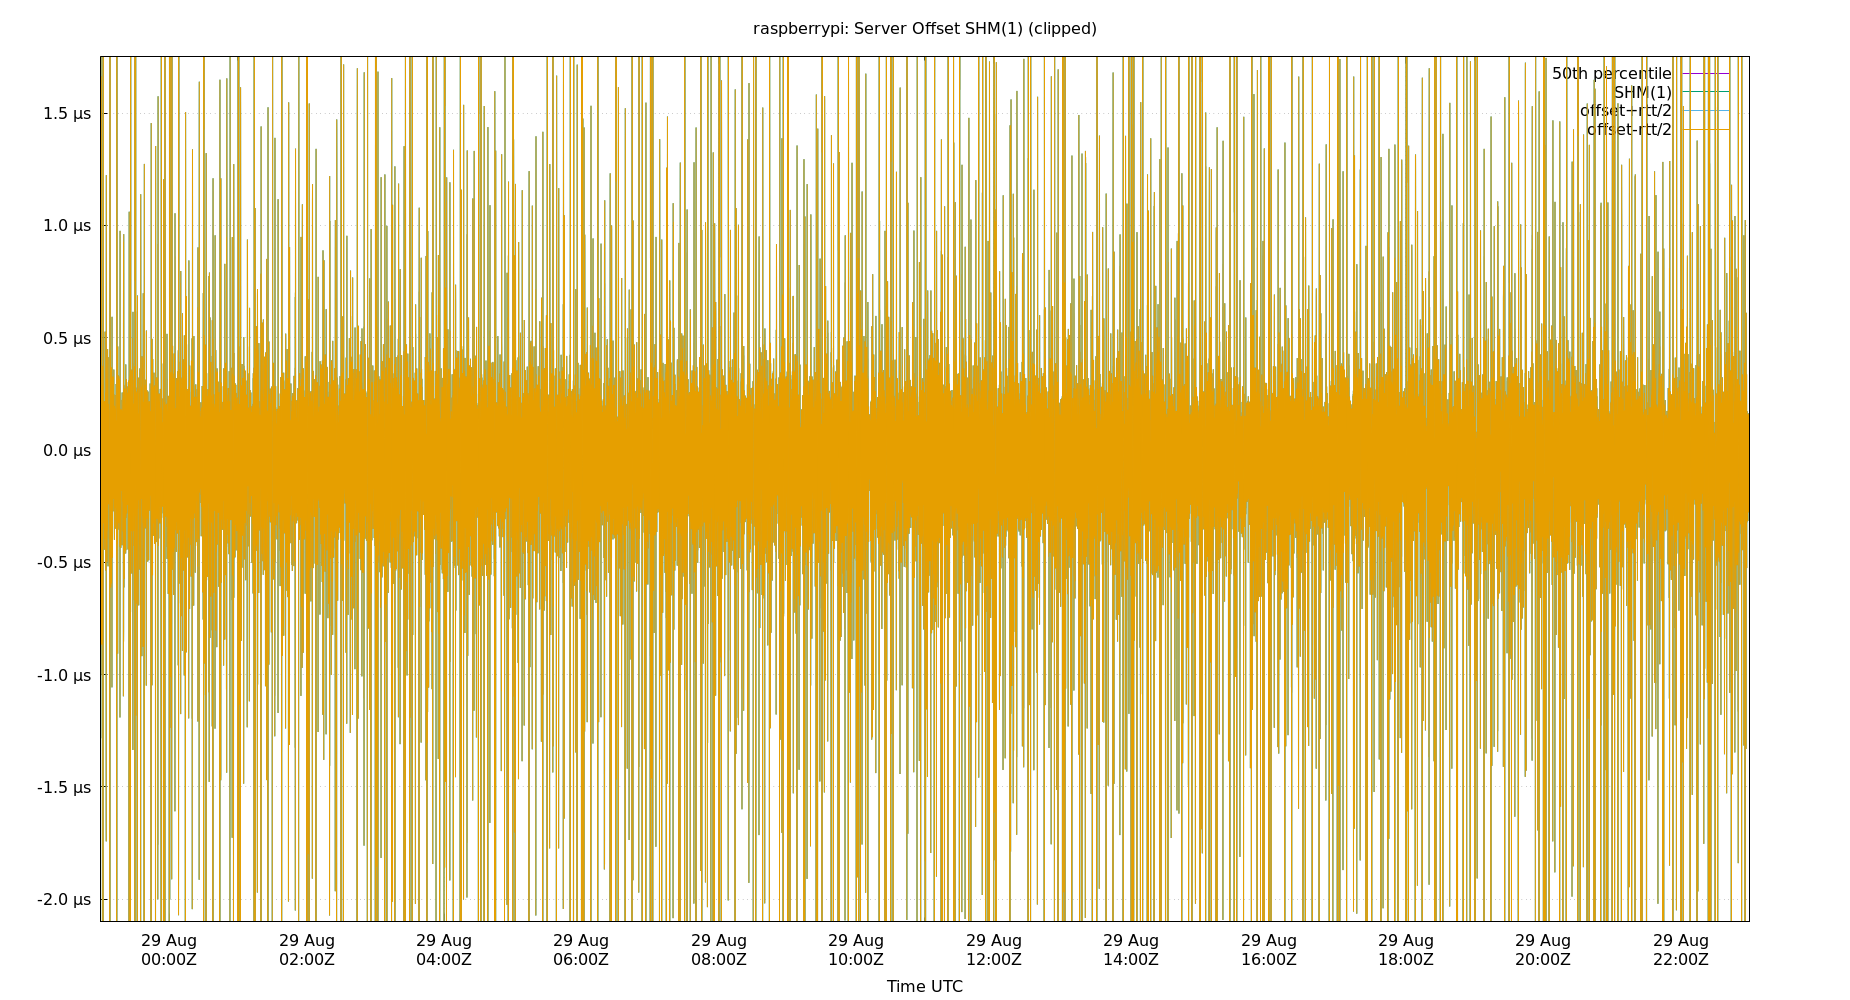 raspberrypi: Server Offset SHM(1) (clipped)
50th percentile
SHM(1)
offset+rtt/2
offset-rtt/2
1.5 µs
1.0 µs
0.5 µs
0.0 µs
-0.5 µs
-1.0 µs
-1.5 µs
-2.0 µs
29 Aug 29 Aug 29 Aug 29 Aug 29 Aug 29 Aug 29 Aug 29 Aug 29 Aug 29 Aug 29 Aug 29 Aug
00:00Z 02:00Z 04:00Z 06:00Z 08:00Z 10:00Z 12:00Z 14:00Z 16:00Z 18:00Z 20:00Z 22:00Z
Time UTC